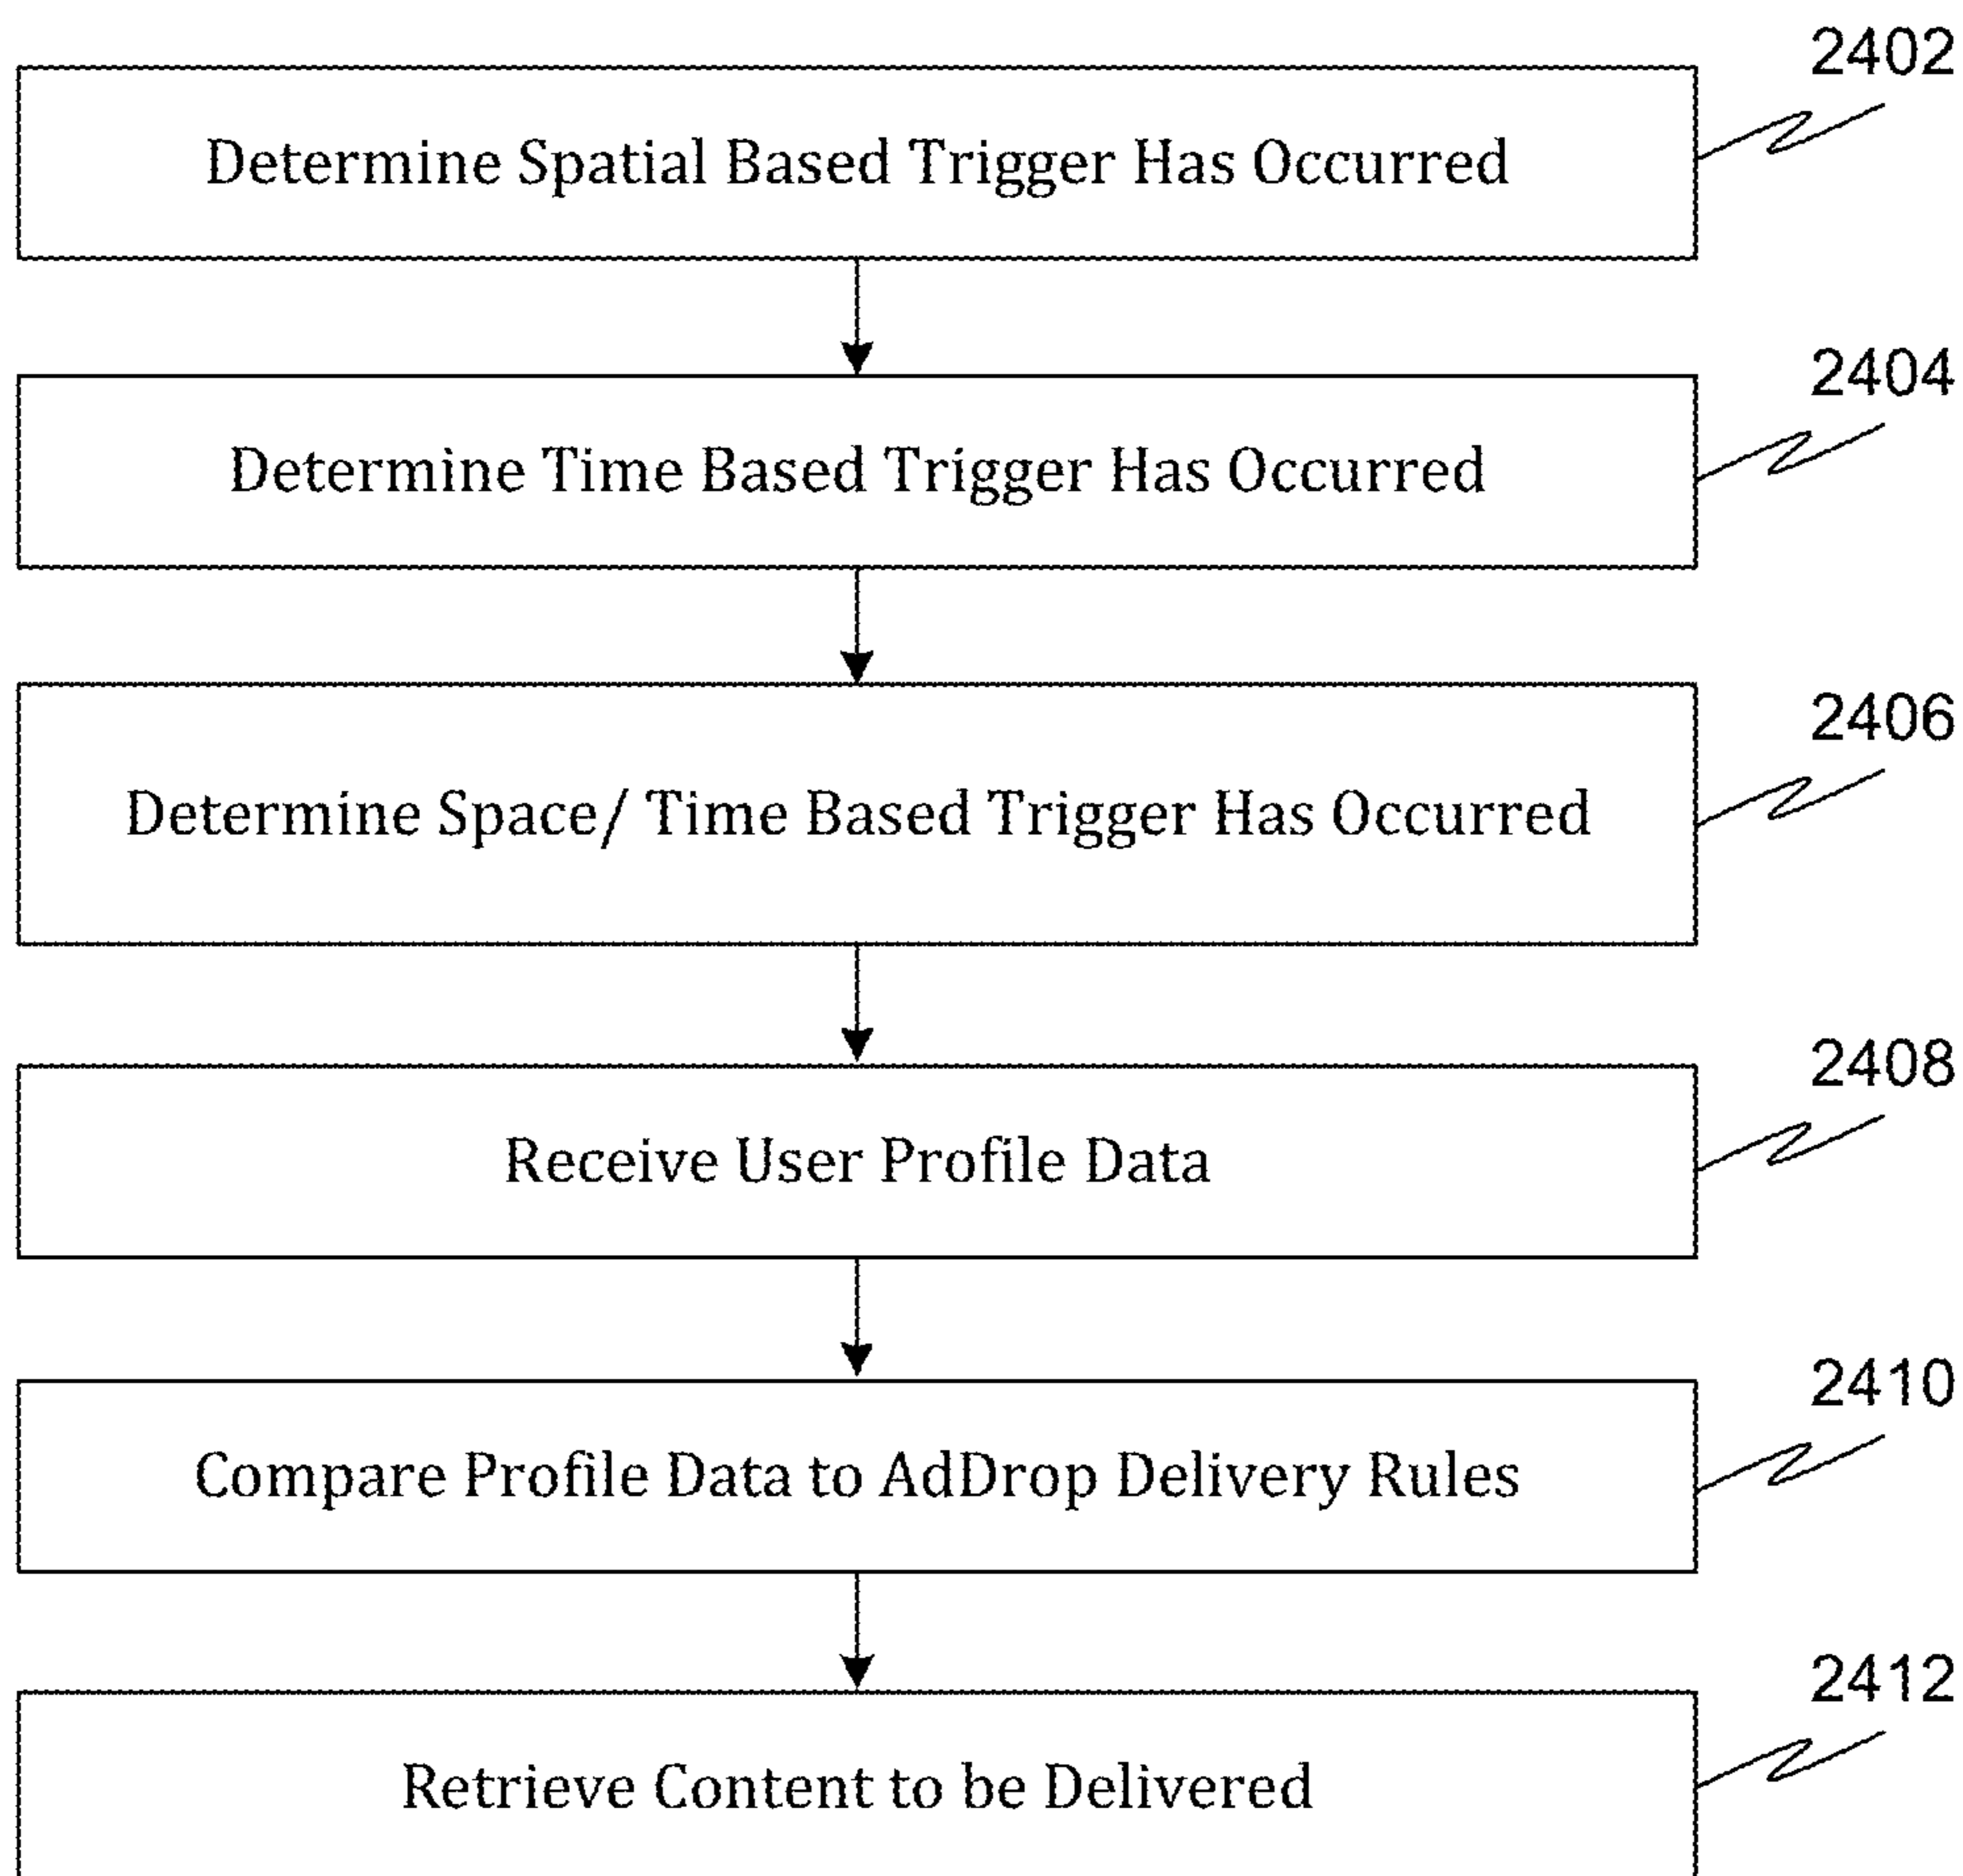 2402
Determine Spatial Based Trigger Has Occurred
2404
Determine Time Based Trigger Has Occurred
2406
Determine Space/ Time Based Trigger Has Occurred
2408
Receive User Profile Data
2410
Compare Profile Data to AdDrop Delivery Rules
2412
Retrieve Content to be Delivered